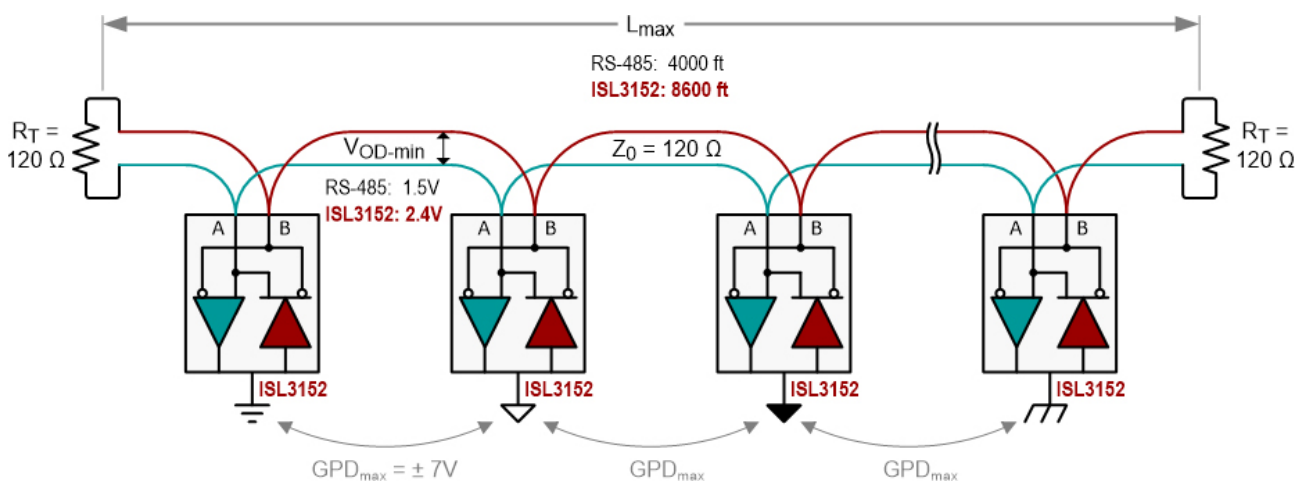 Lmax
RS-485: 4000 ft
ISL3152: 8600 ft
RT =
120 Ω
VOD-min
Z0 = 120 Ω
RT =
120 Ω
RS-485: 1.5V
ISL3152: 2.4V
A B
A B
A B
A B
ISL3152
ISL3152
ISL3152
ISL3152
GPDmax = ± 7V
GPDmax
GPDmax